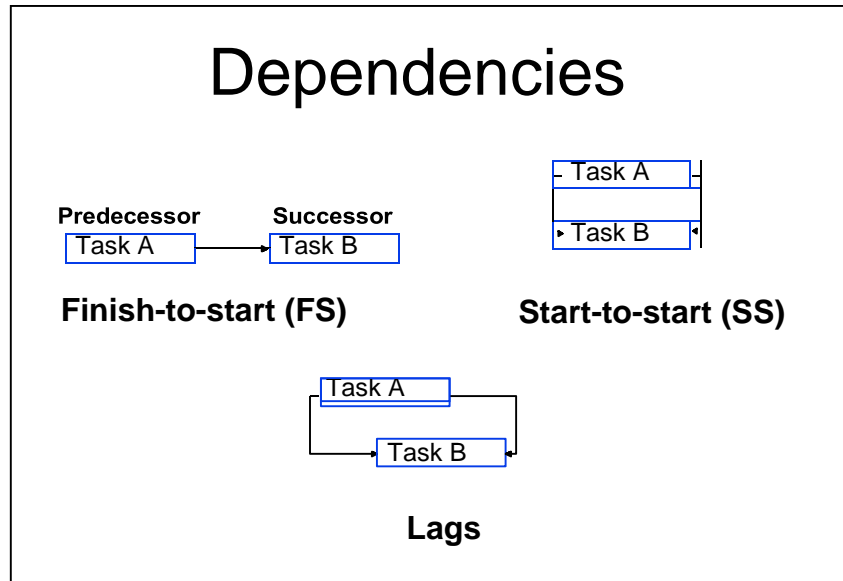 Dependencies
Predecessor
Successor
Task A
Task B
Finish-to-start (FS)
Task A
Task B
Start-to-start (SS)
Task A
Task B
Lags